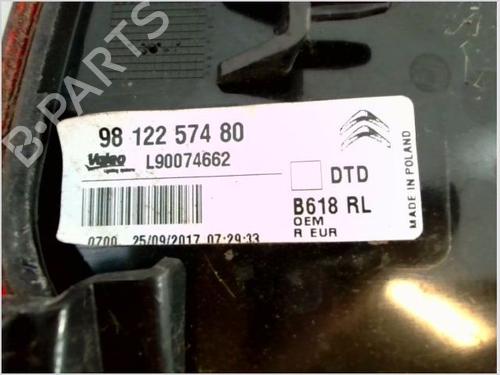 98 122 574 80
Valeo
L90074662
DTD
B618 RL
OEM
R EUR
0700 25/09/2017 07:29:33
MADE IN POLAND
B-PARTS